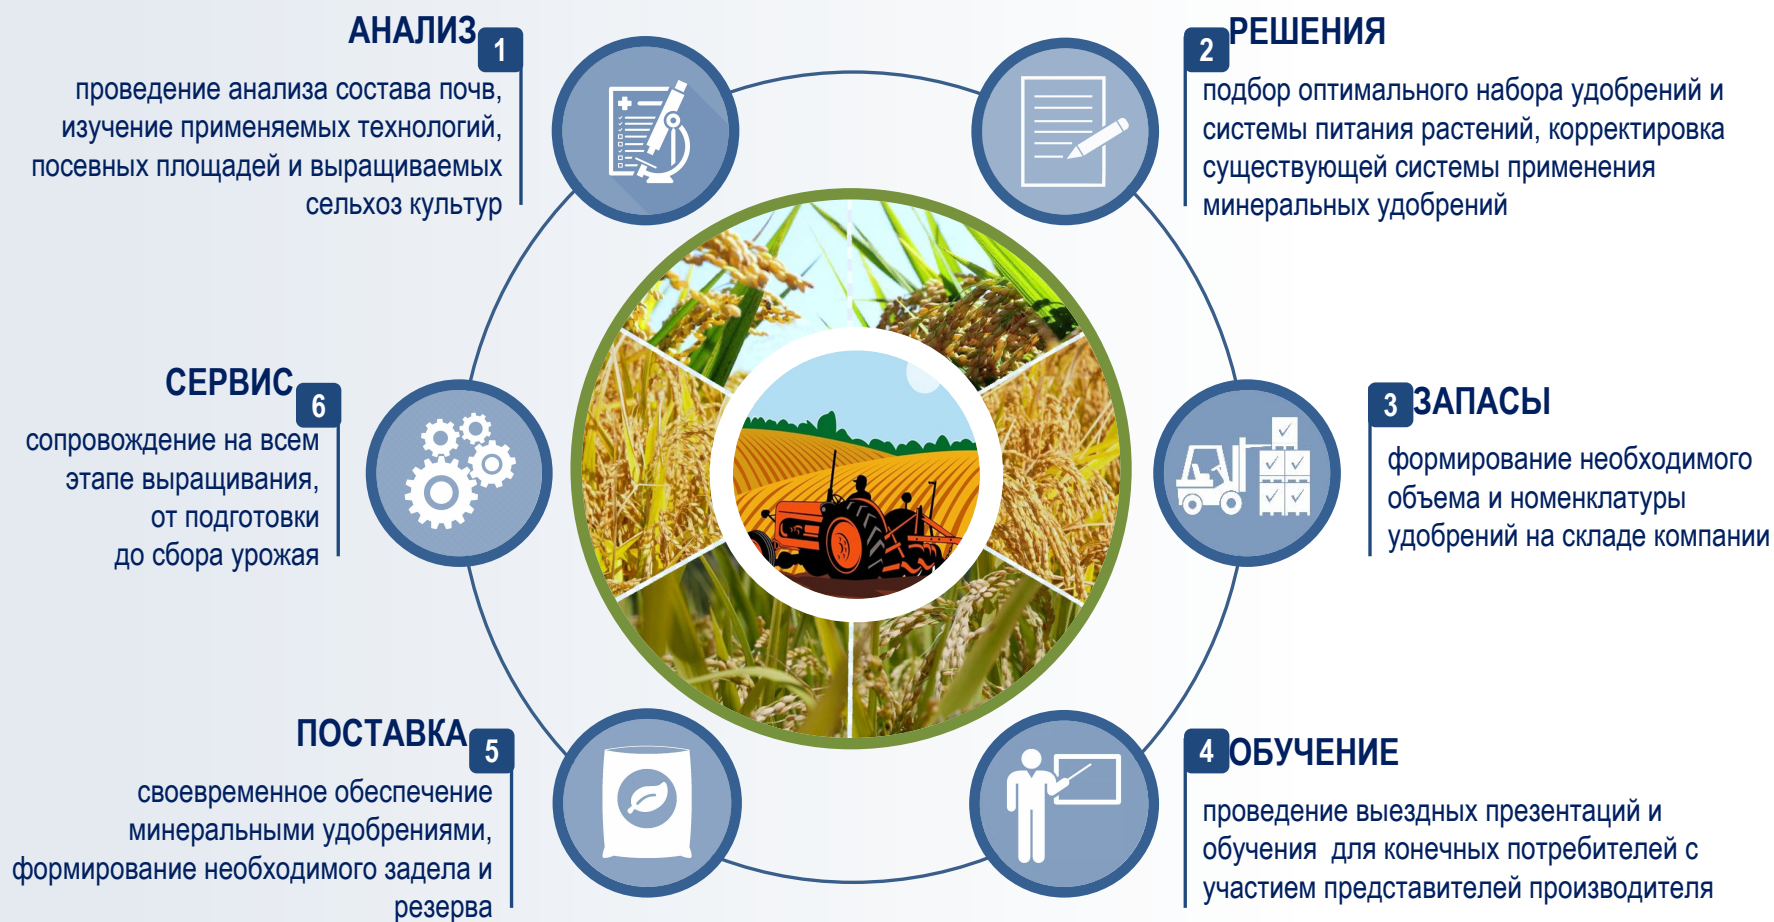 АНАЛИЗ
1
проведение анализа состава почв,
изучение применяемых технологий,
посевных площадей и выращиваемых
сельхоз культур
2
РЕШЕНИЯ
подбор оптимального набора удобрений и
системы питания растений, корректировка
существующей системы применения
минеральных удобрений
3
ЗАПАСЫ
формирование необходимого
объема и номенклатуры
удобрений на складе компании
4
ОБУЧЕНИЕ
проведение выездных презентаций и
обучения для конечных потребителей с
участием представителей производителя
ПОСТАВКА
5
своевременное обеспечение
минеральными удобрениями,
формирование необходимого задела и
резерва
СЕРВИС
6
сопровождение на всем
этапе выращивания,
от подготовки
до сбора урожая